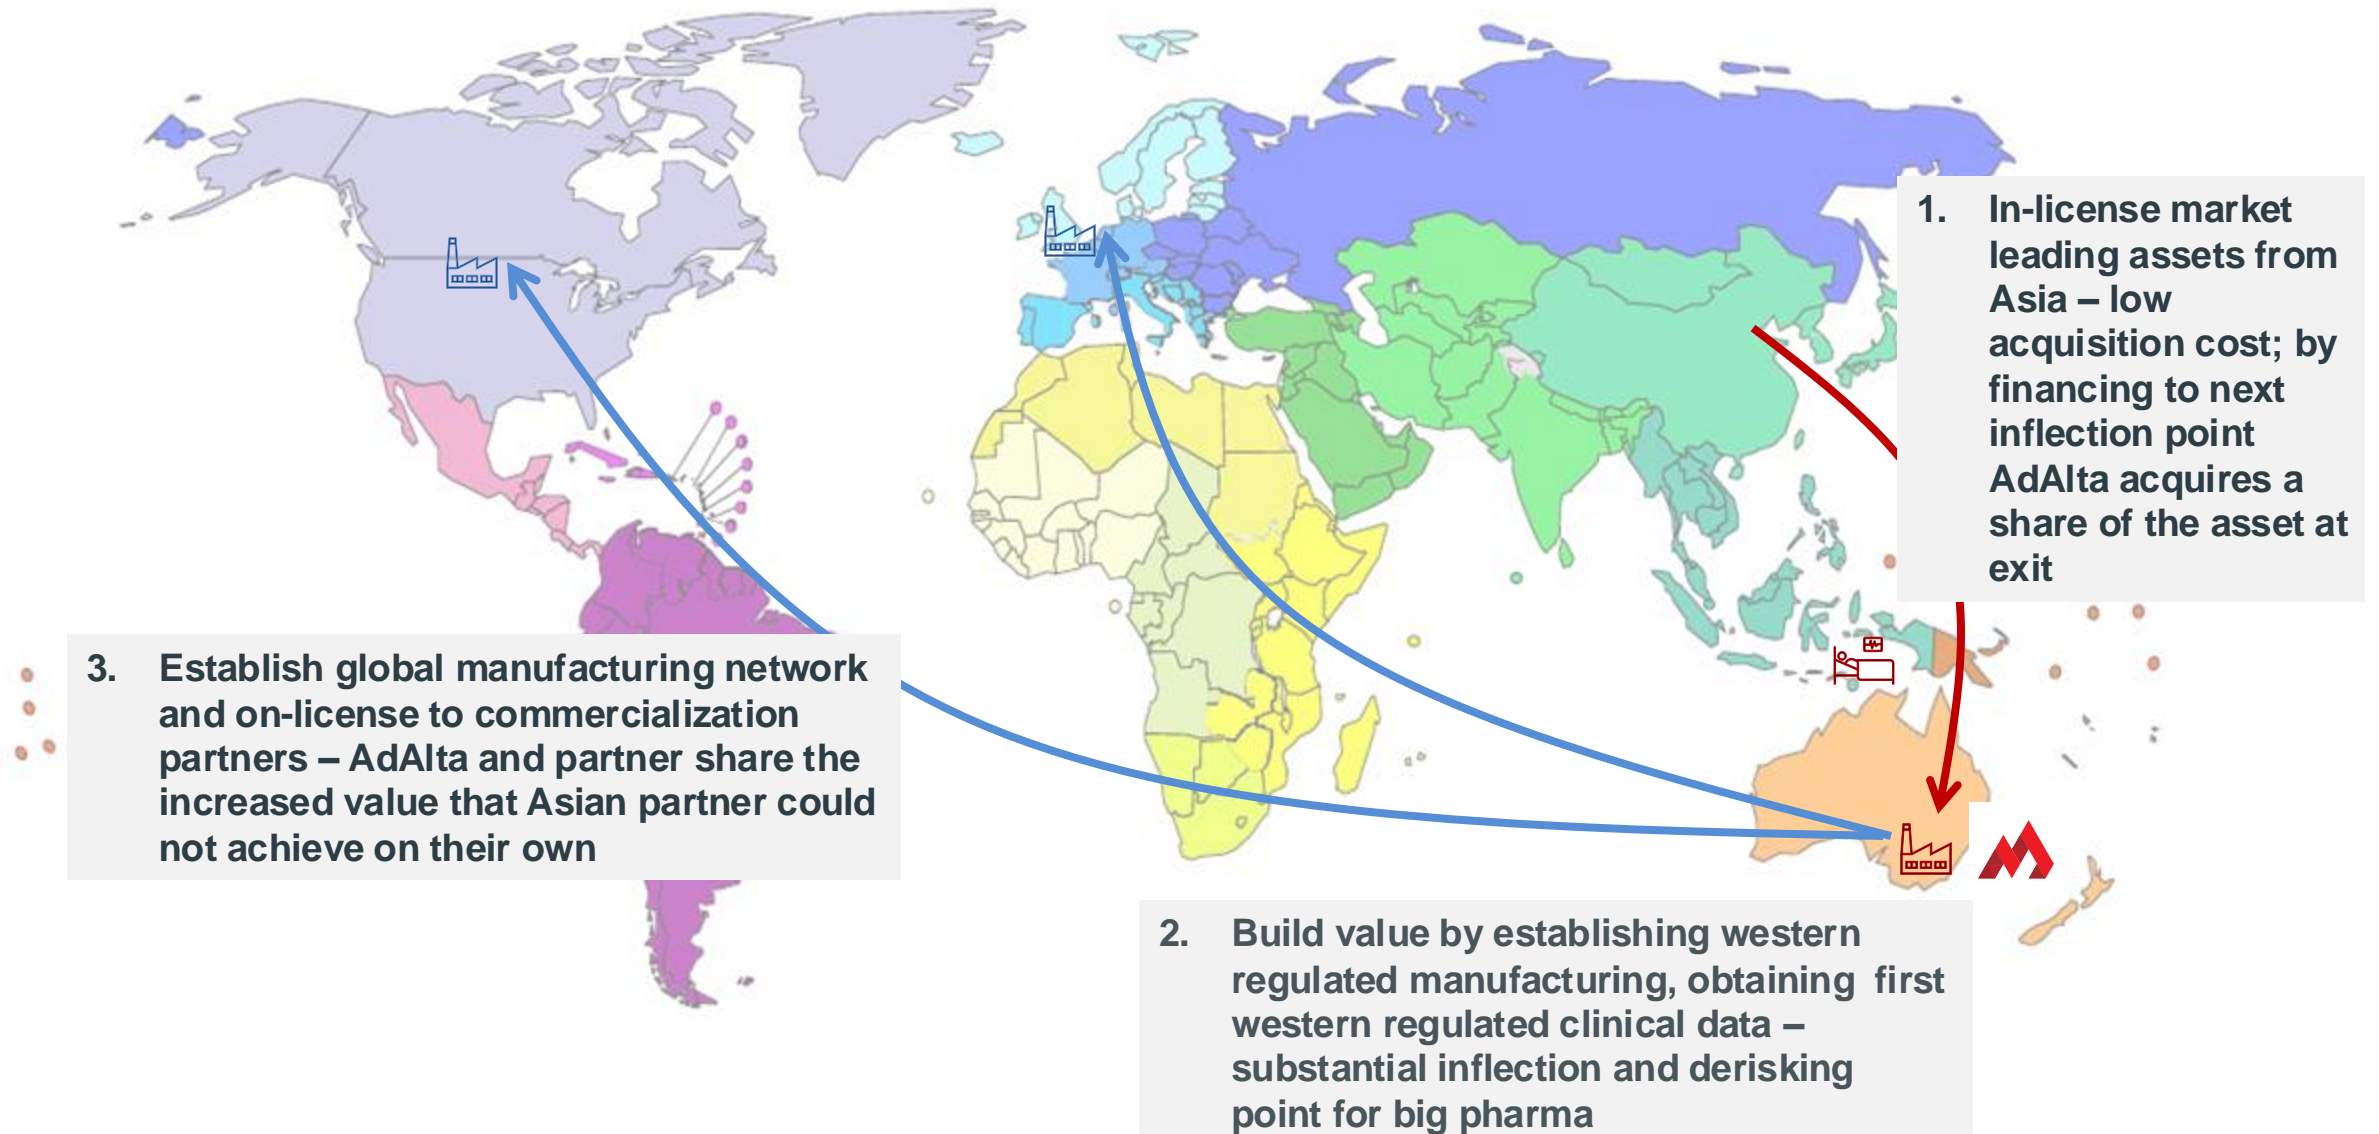 1. In-license market
leading assets from
Asia – low
acquisition cost; by
financing to next
inflection point
AdAlta acquires a
share of the asset at
exit
3. Establish global manufacturing network
and on-license to commercialization
partners – AdAlta and partner share the
increased value that Asian partner could
not achieve on their own
2. Build value by establishing western
regulated manufacturing, obtaining first
western regulated clinical data –
substantial inflection and derisking
point for big pharma